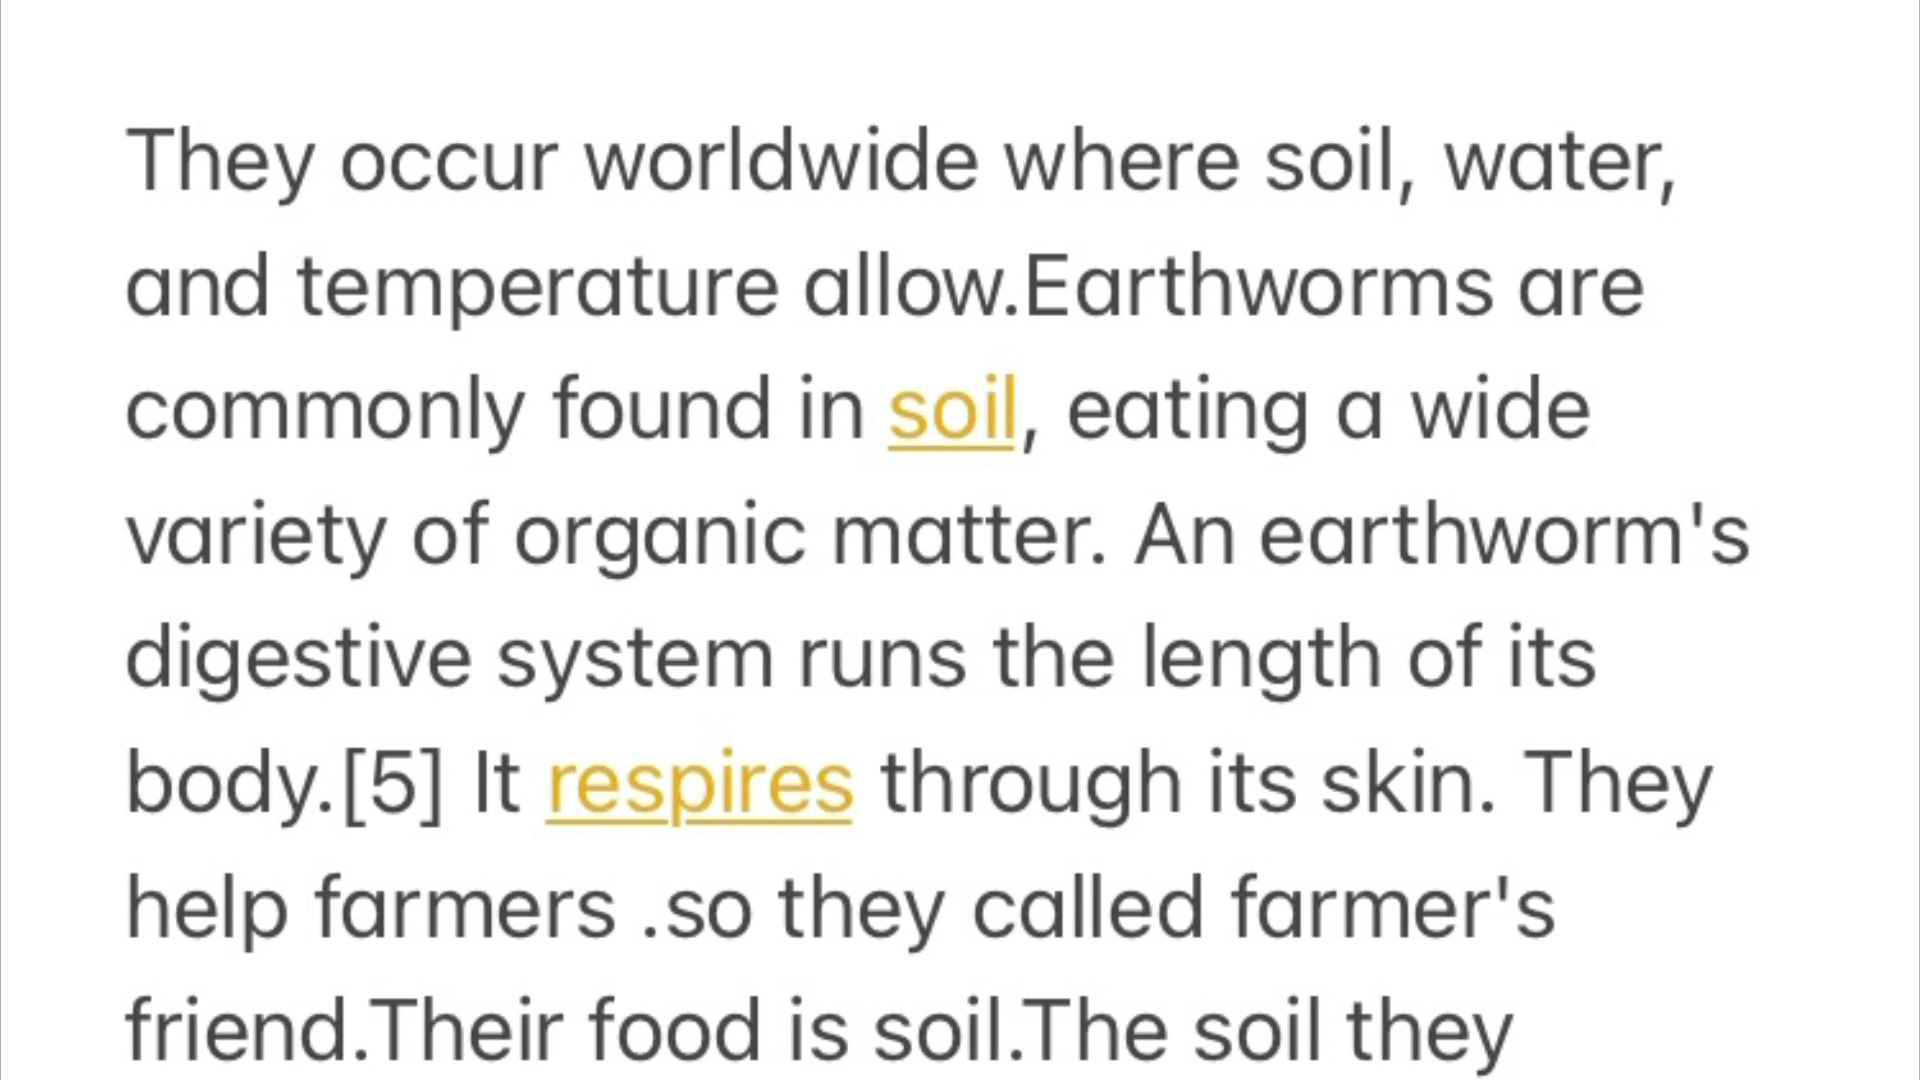 They occur worldwide where soil, water,
and temperature allow.Earthworms are
commonly found in soil, eating a wide
variety of organic matter. An earthworm's
digestive system runs the length of its
body.[5] It respires through its skin. They
help farmers .so they called farmer's
friend.Their food is soil.The soil they